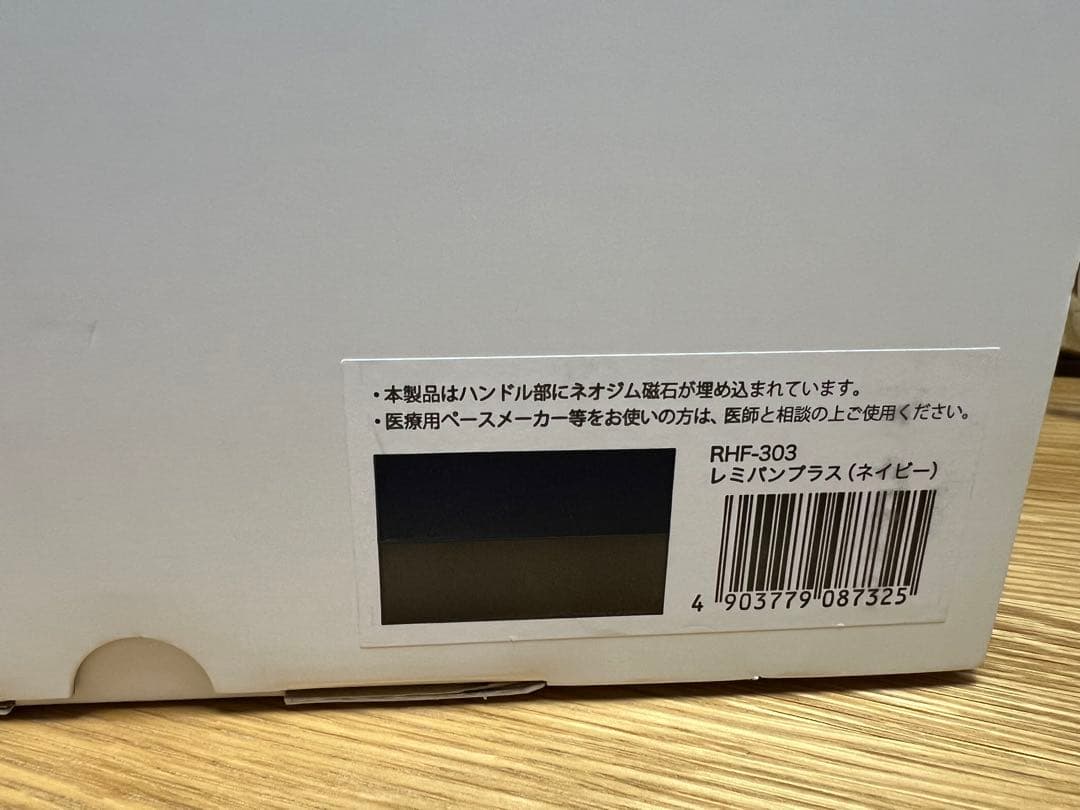 ・本製品はハンドル部にネオジム磁石が埋め込まれています。
・医療用ペースメーカー等をお使いの方は、医師と相談の上ご使用ください。
RHF-303
レミパンプラス(ネイビー)
4 903779 087325